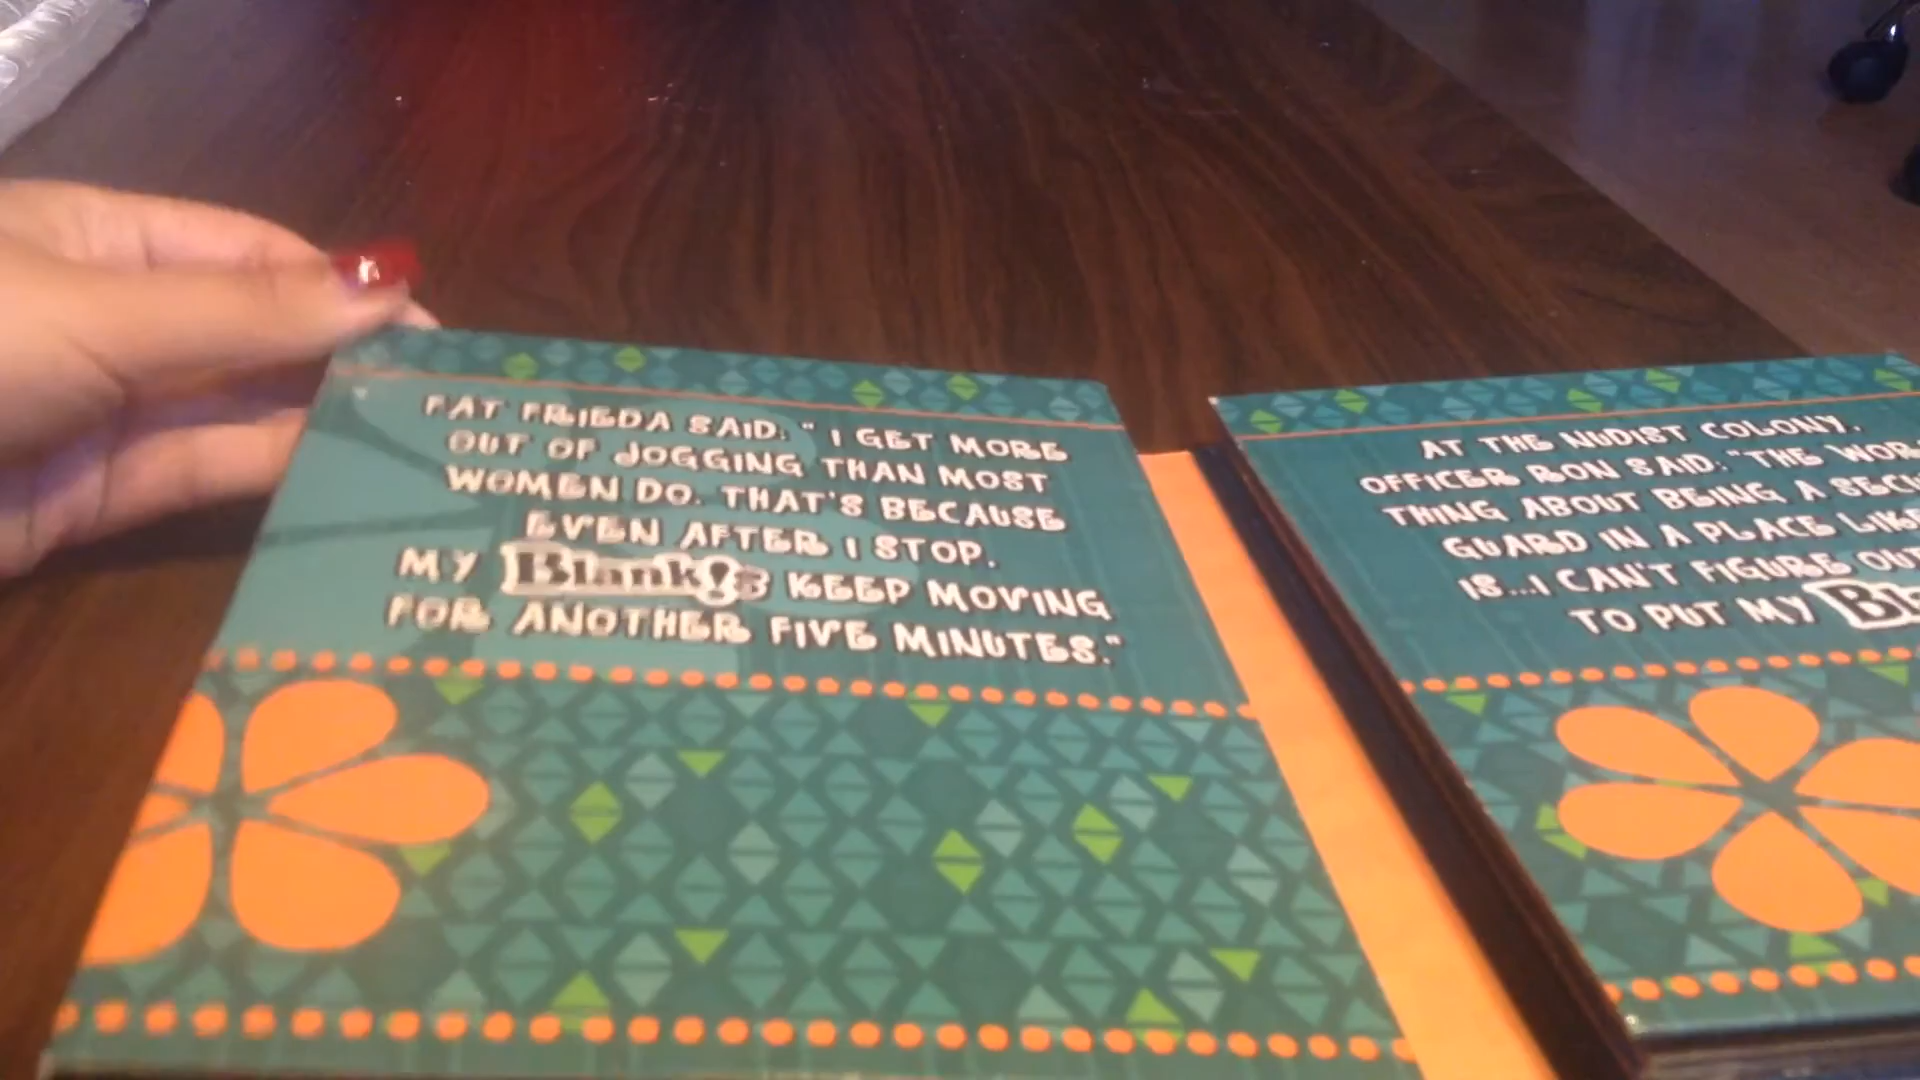 FAT FRIEDA SAID: "I GET MORE
OUT OF JOGGING THAN MOST
WOMEN DO. THAT'S BECAUSE
EVEN AFTER I STOP.
MY Blank!s KEEP MOVING
FOR ANOTHER FIVE MINUTES."
AT THE NUDIST COLONY,
OFFICER RON SAID: "THE
THING ABOUT BEING A
GUARD IN A PLACE LIKE
IS...I CAN'T FIGURE OUT
TO PUT MY